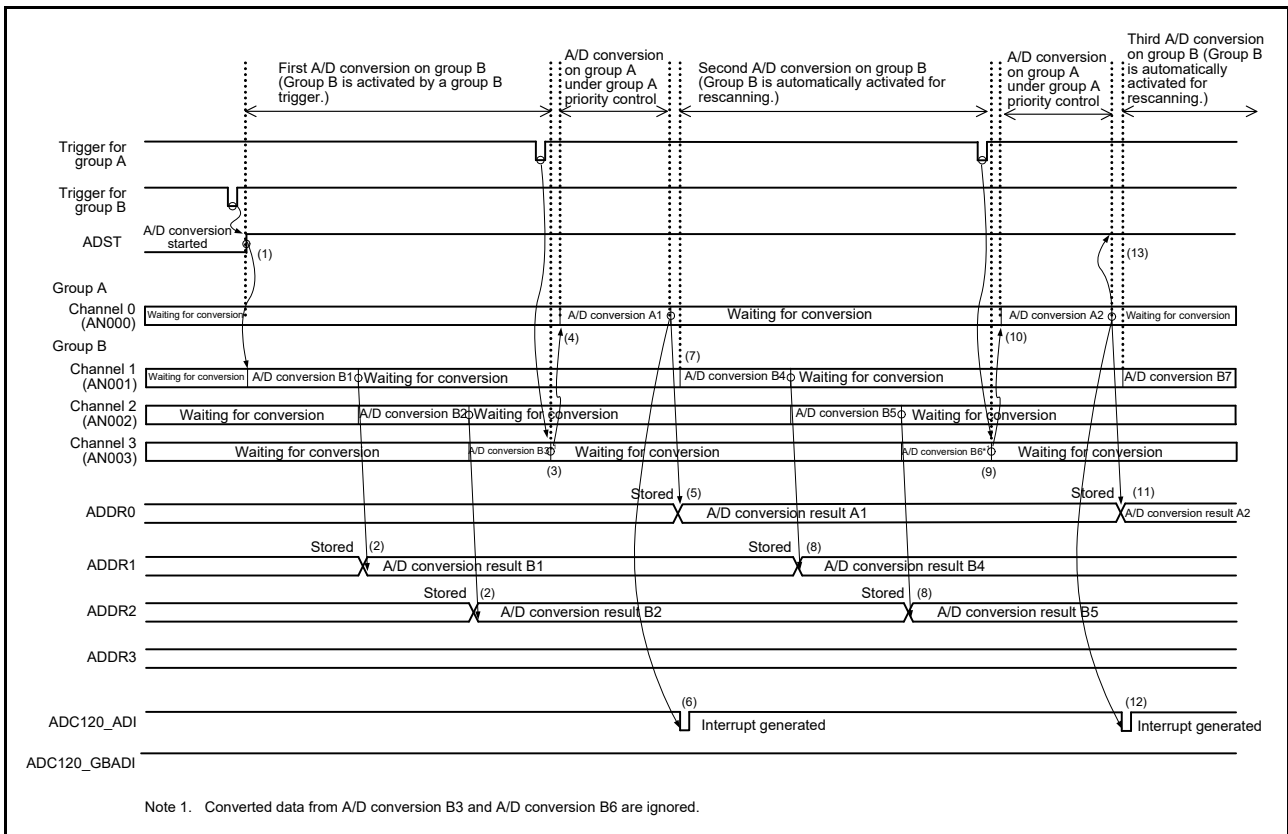 First A/D conversion on group B
(Group B is activated by a group B
trigger.)
A/D conversion
on group A
under group A
priority control
Second A/D conversion on group B
(Group B is automatically activated for
rescanning.)
A/D conversion
on group A
under group A
priority control
Third A/D conversion
on group B (Group B
is automatically
activated for
rescanning.)
Trigger for
group A
Trigger for
group B
ADST
A/D conversion
started
(1)
(13)
Group A
Channel 0
(AN000)
Waiting for conversion
A/D conversion A1
Waiting for conversion
A/D conversion A2
Waiting for conversion
(4)
(10)
Group B
(7)
Channel 1
(AN001)
Waiting for conversion
A/D conversion B1
Waiting for conversion
A/D conversion B4
Waiting for conversion
A/D conversion B7
Channel 2
(AN002)
Waiting for conversion
A/D conversion B2
Waiting for conversion
A/D conversion B5
Waiting for conversion
Channel 3
(AN003)
Waiting for conversion
A/D conversion B3
Waiting for conversion
A/D conversion B6*
Waiting for conversion
(3)
(9)
ADDR0
Stored
(5)
A/D conversion result A1
Stored
(11)
A/D conversion result A2
ADDR1
Stored
(2)
A/D conversion result B1
Stored
(8)
A/D conversion result B4
ADDR2
Stored
(2)
A/D conversion result B2
Stored
(8)
A/D conversion result B5
ADDR3
ADC120_ADI
(6)
Interrupt generated
(12)
Interrupt generated
ADC120_GBADI
Note 1. Converted data from A/D conversion B3 and A/D conversion B6 are ignored.